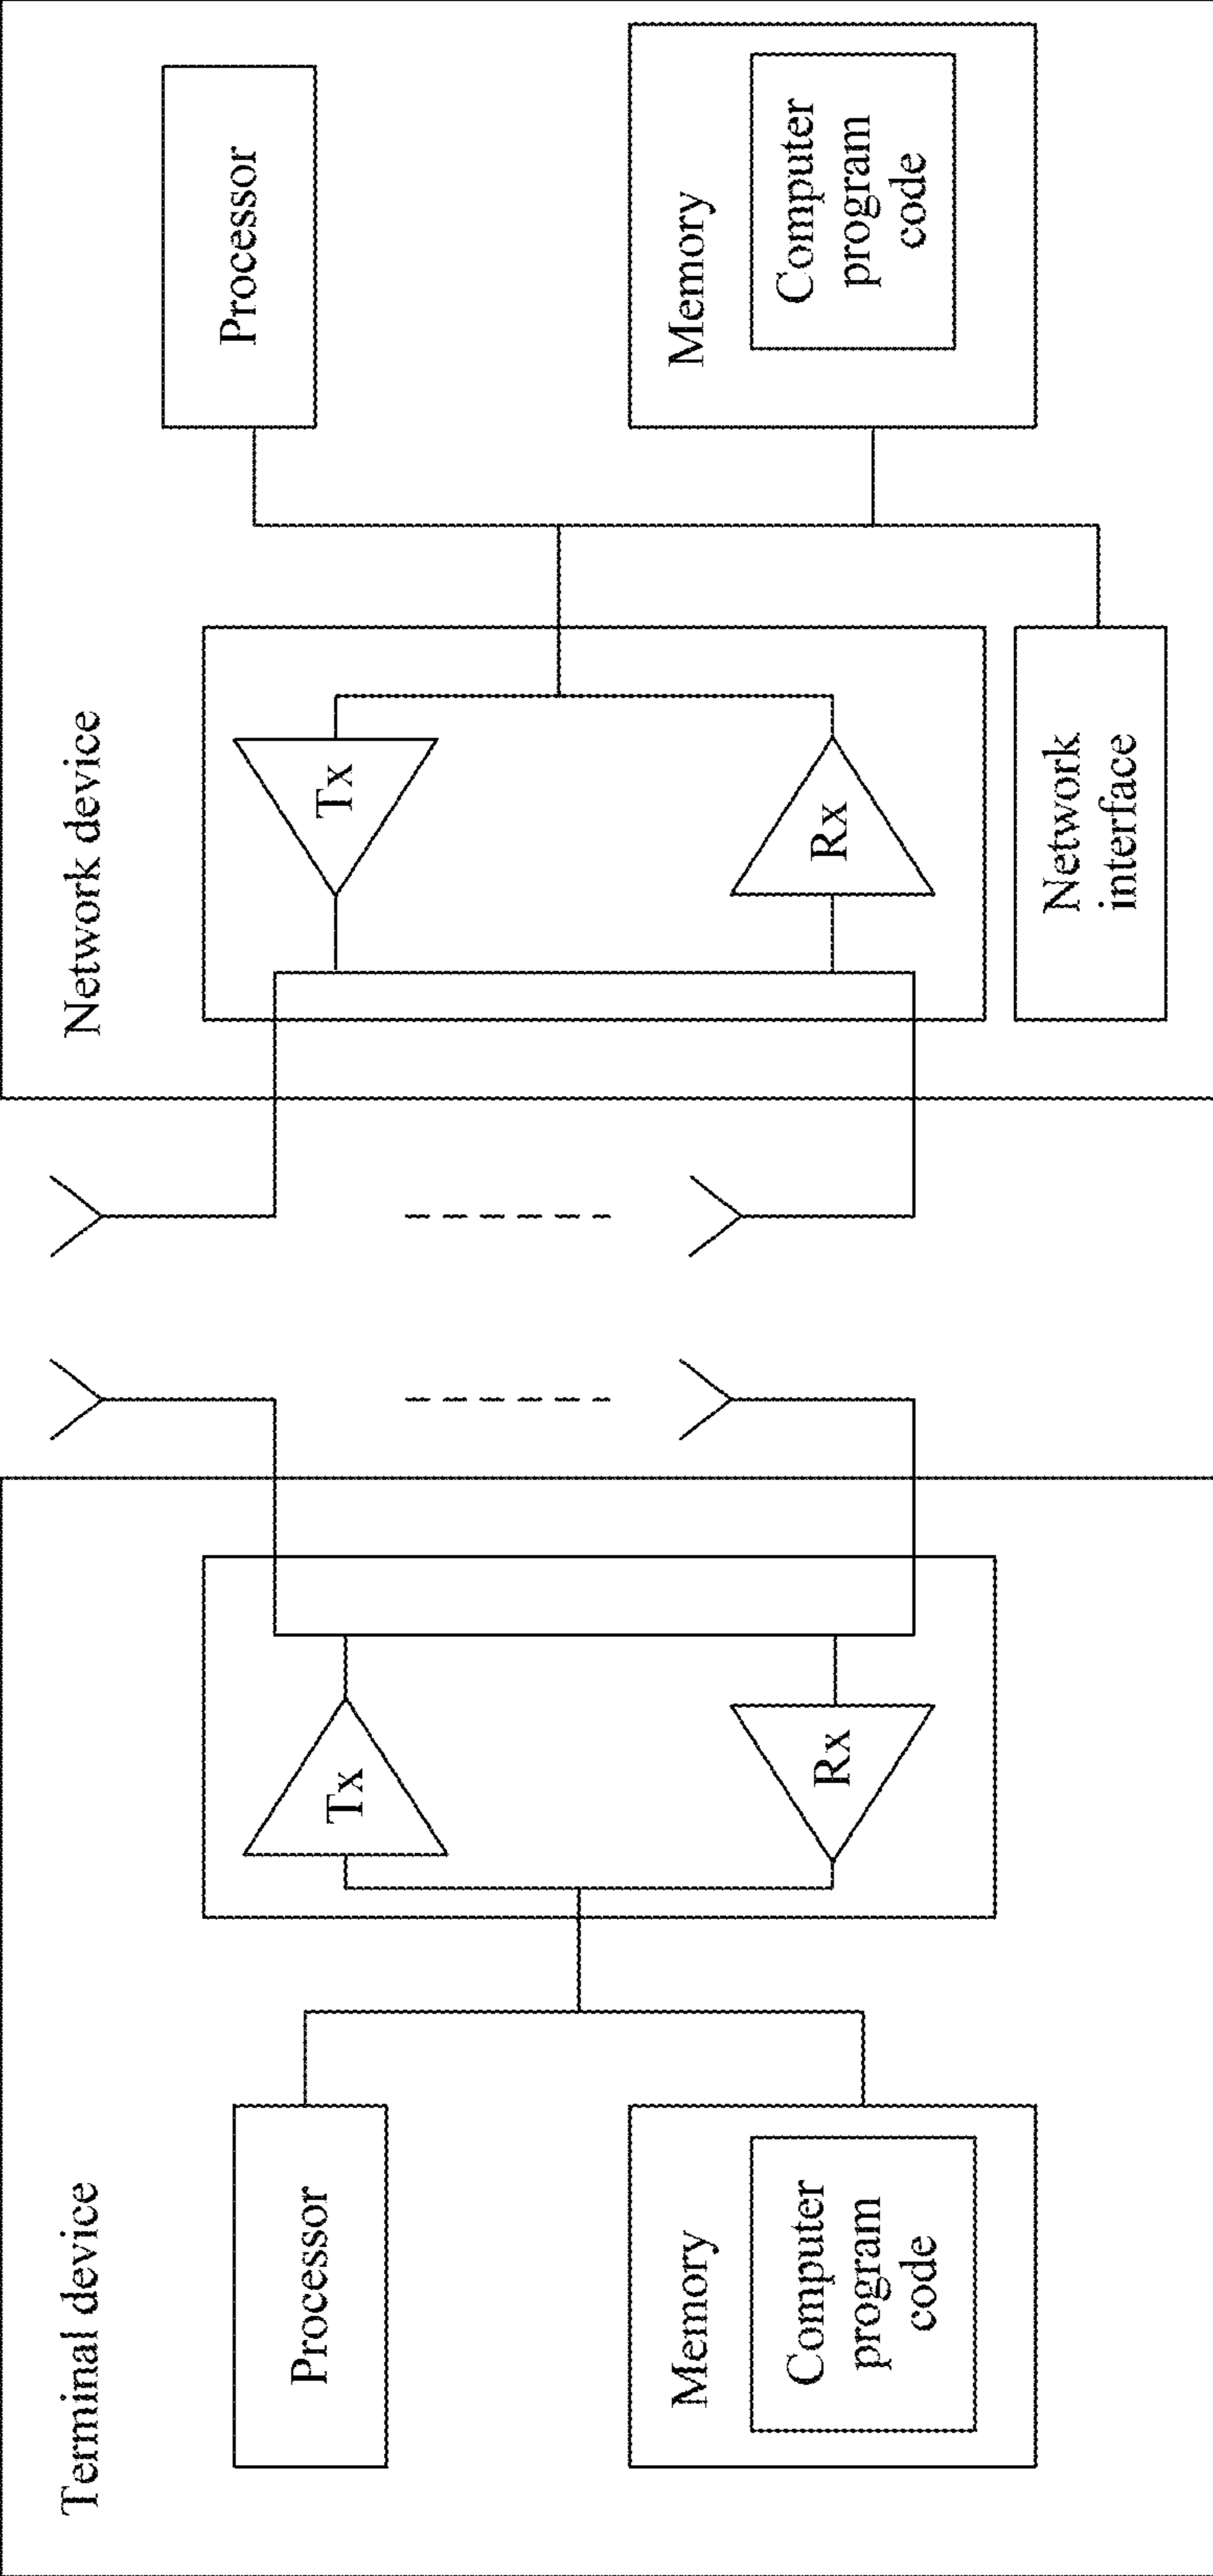 Terminal device
Processor
Memory
Computer
program
code
Tx
Rx
Network device
Tx
Rx
Network
interface
Processor
Memory
Computer
program
code